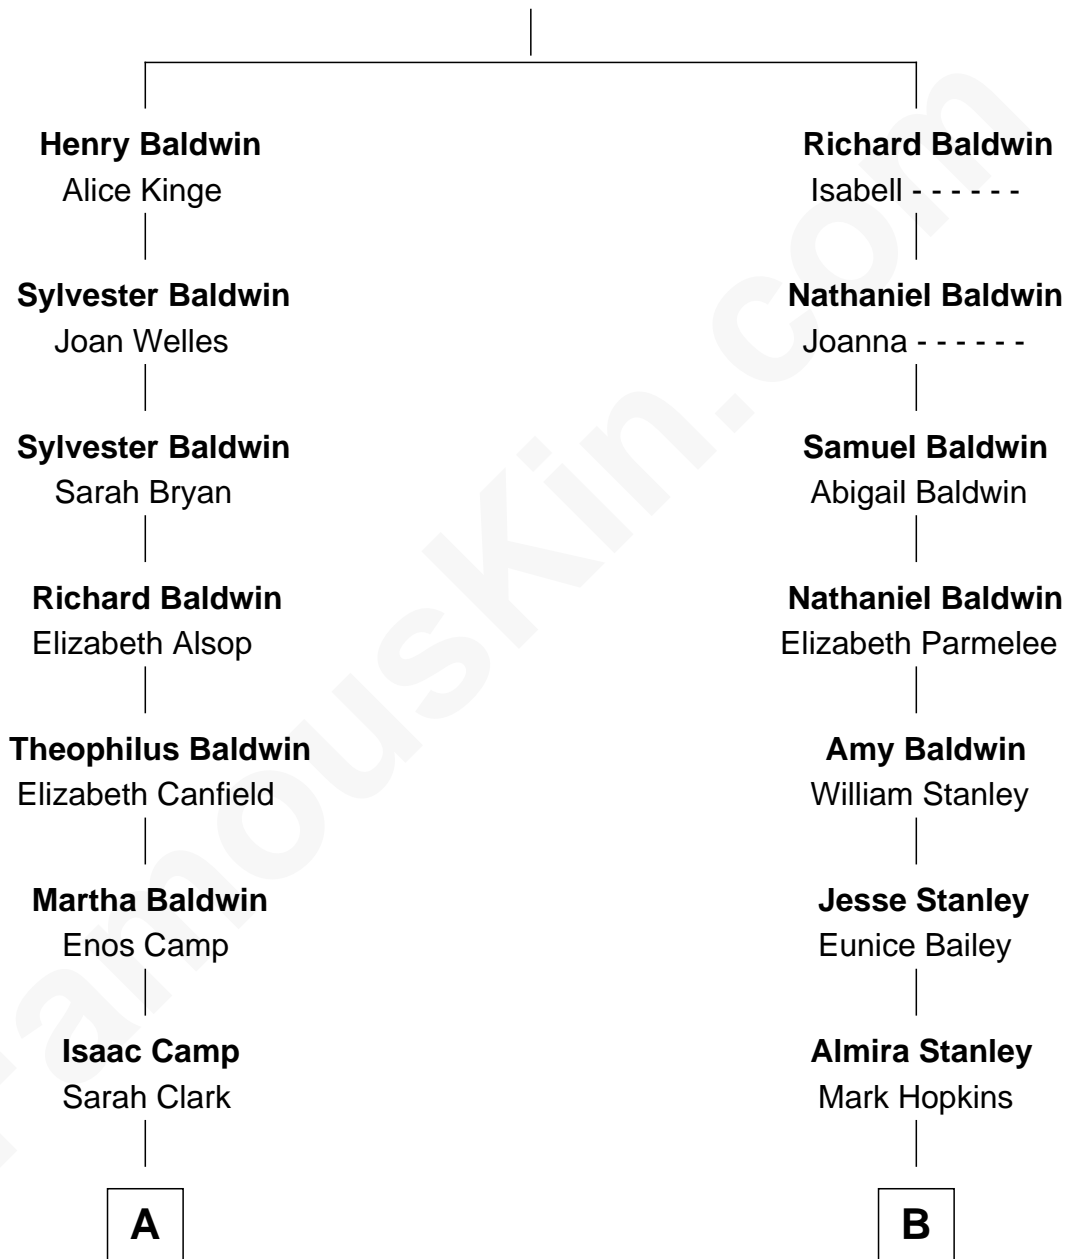 Henry Baldwin
Alice Kinge
Sylvester Baldwin
Joan Welles
Sylvester Baldwin
Sarah Bryan
Richard Baldwin
Elizabeth Alsop
Theophilus Baldwin
Elizabeth Canfield
Martha Baldwin
Enos Camp
Isaac Camp
Sarah Clark
A
Richard Baldwin
Isabell - - - - - -
Nathaniel Baldwin
Joanna - - - - - -
Samuel Baldwin
Abigail Baldwin
Nathaniel Baldwin
Elizabeth Parmelee
Amy Baldwin
William Stanley
Jesse Stanley
Eunice Bailey
Almira Stanley
Mark Hopkins
B
FamousKin.com